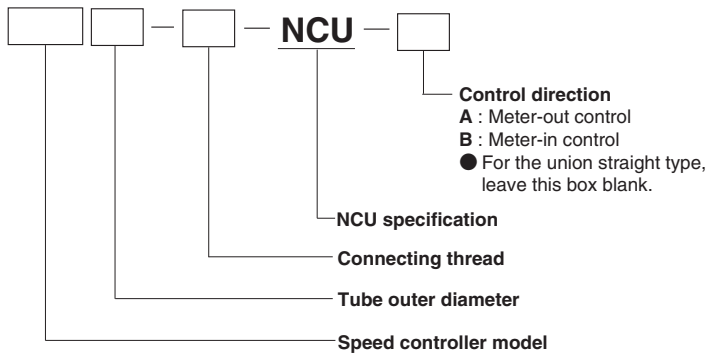 — — NCU —
Control direction
A : Meter-out control
B : Meter-in control
● For the union straight type,
leave this box blank.
NCU specification
Connecting thread
Tube outer diameter
Speed controller model